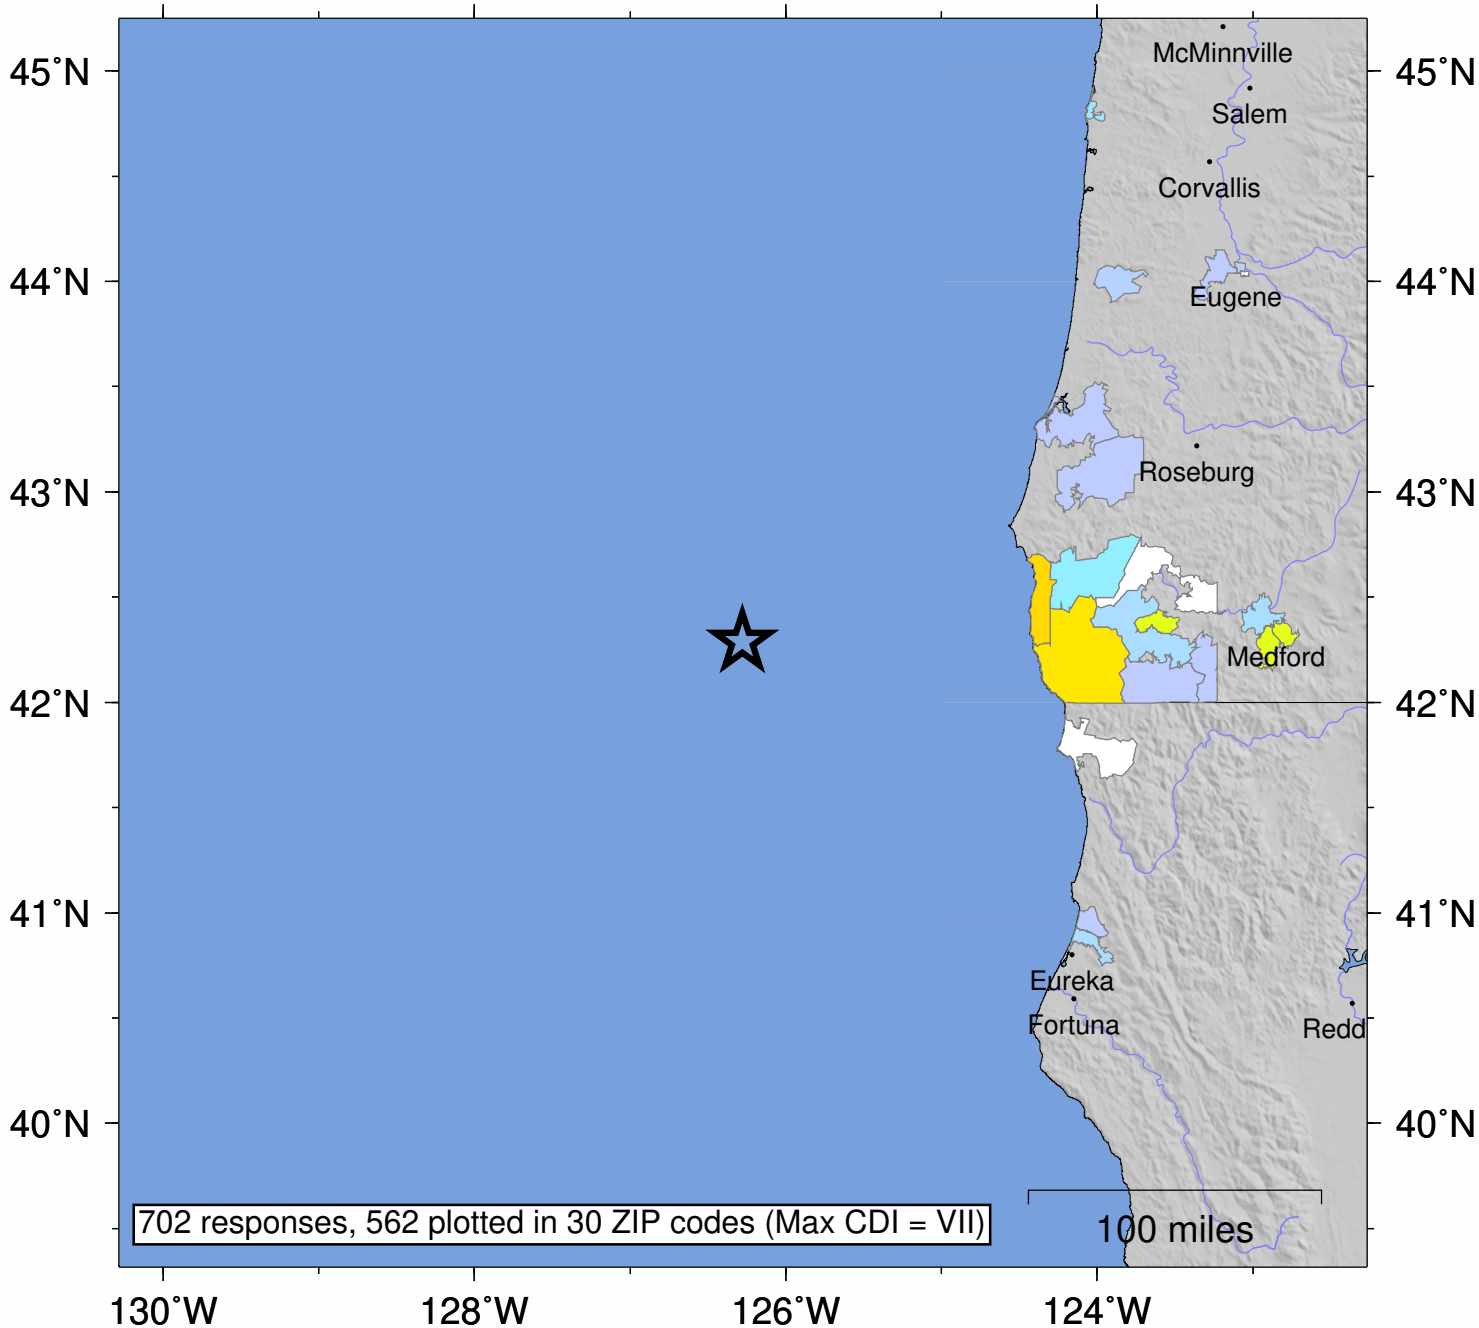 McMinnville
45˚N
45˚N
Salem
Corvallis
44˚N
44˚N
Eugene
Roseburg
43˚N
43˚N
Medford
42˚N
42˚N
41˚N
41˚N
Eureka
Fortuna
Redd
40˚N
40˚N
702 responses, 562 plotted in 30 ZIP codes (Max CDI = VII)
100 miles
130˚W
128˚W
126˚W
124˚W